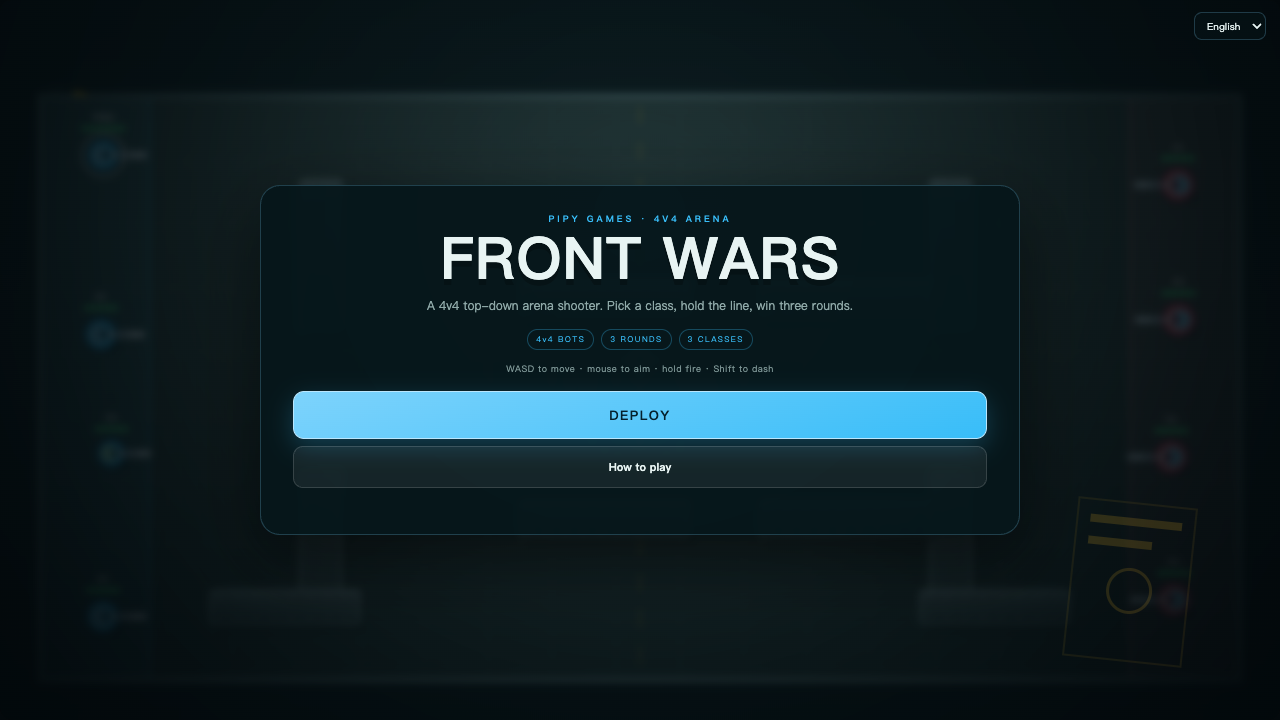 English
PIPY GAMES · 4V4 ARENA
FRONT WARS
A 4v4 top-down arena shooter. Pick a class, hold the line, win three rounds.
4v4 BOTS
3 ROUNDS
3 CLASSES
WASD to move · mouse to aim · hold fire · Shift to dash
DEPLOY
How to play